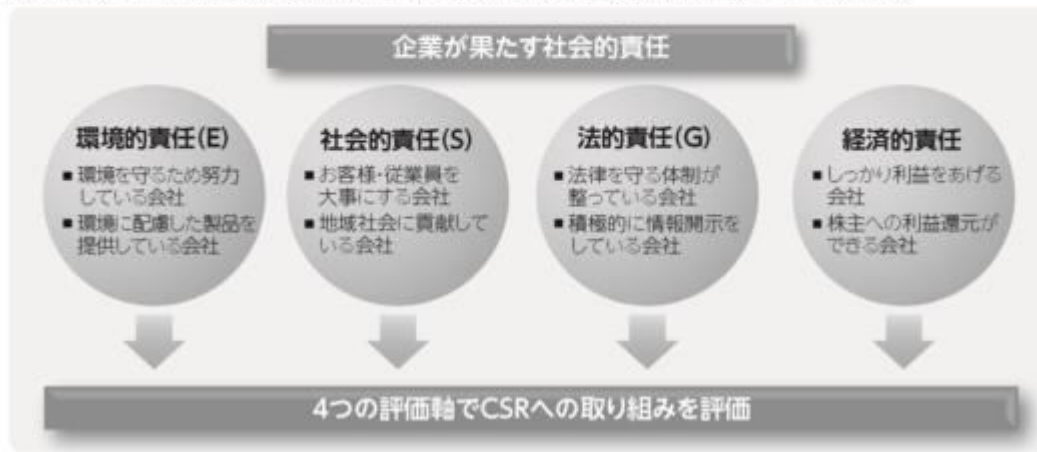 企業が果たす社会的責任
環境的責任(E)
■環境を守るため努力
している会社
■環境に配慮した製品を
提供している会社
社会的責任(S)
■お客様・従業員を
大事にする会社
■地域社会に貢献して
いる会社
法的責任(G)
■法律を守る体制が
整っている会社
■積極的に情報開示を
している会社
経済的責任
■しっかり利益をあげる
会社
■株主への利益還元が
できる会社
4つの評価軸でCSRへの取り組みを評価